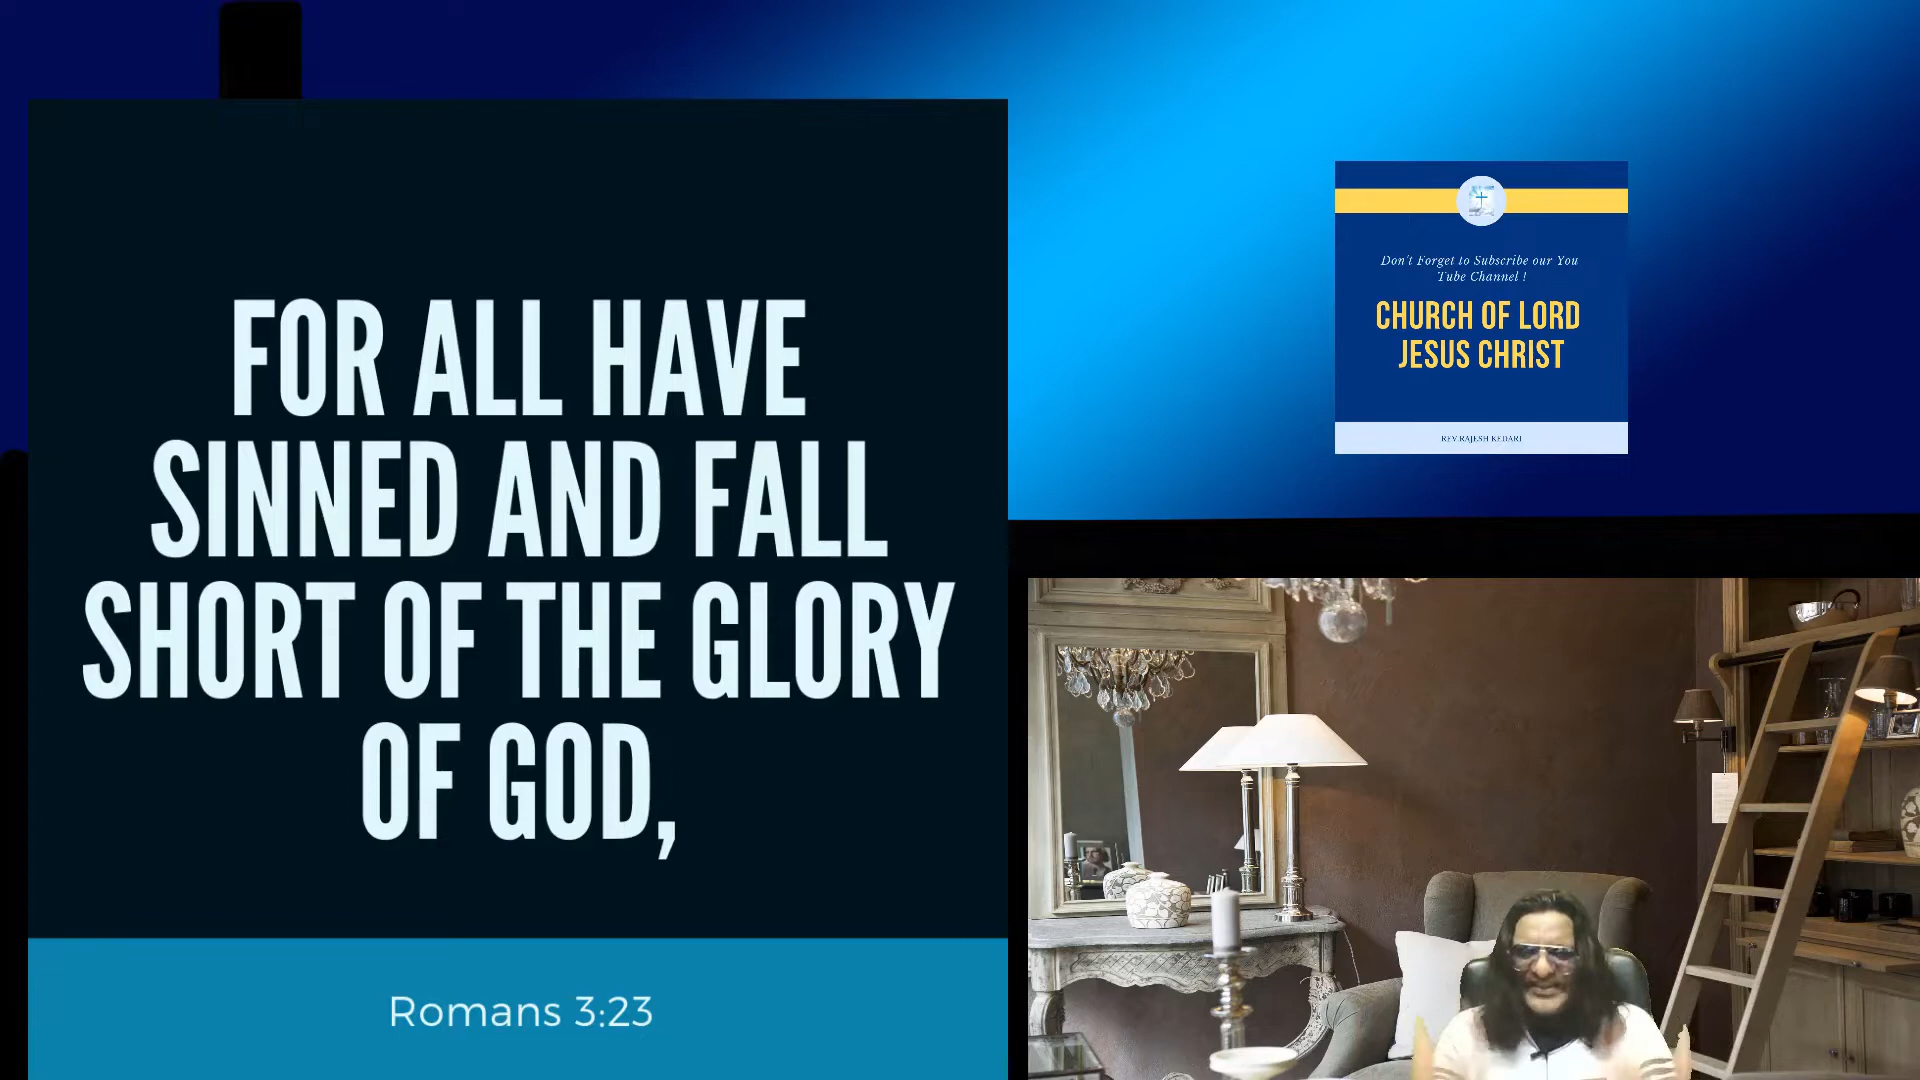 FOR ALL HAVE
SINNED AND FALL
SHORT OF THE GLORY
OF GOD,
Romans 3:23
Don't Forget to Subscribe our You
Tube Channel !
CHURCH OF LORD
JESUS CHRIST
REV.RAJESH KEDARI